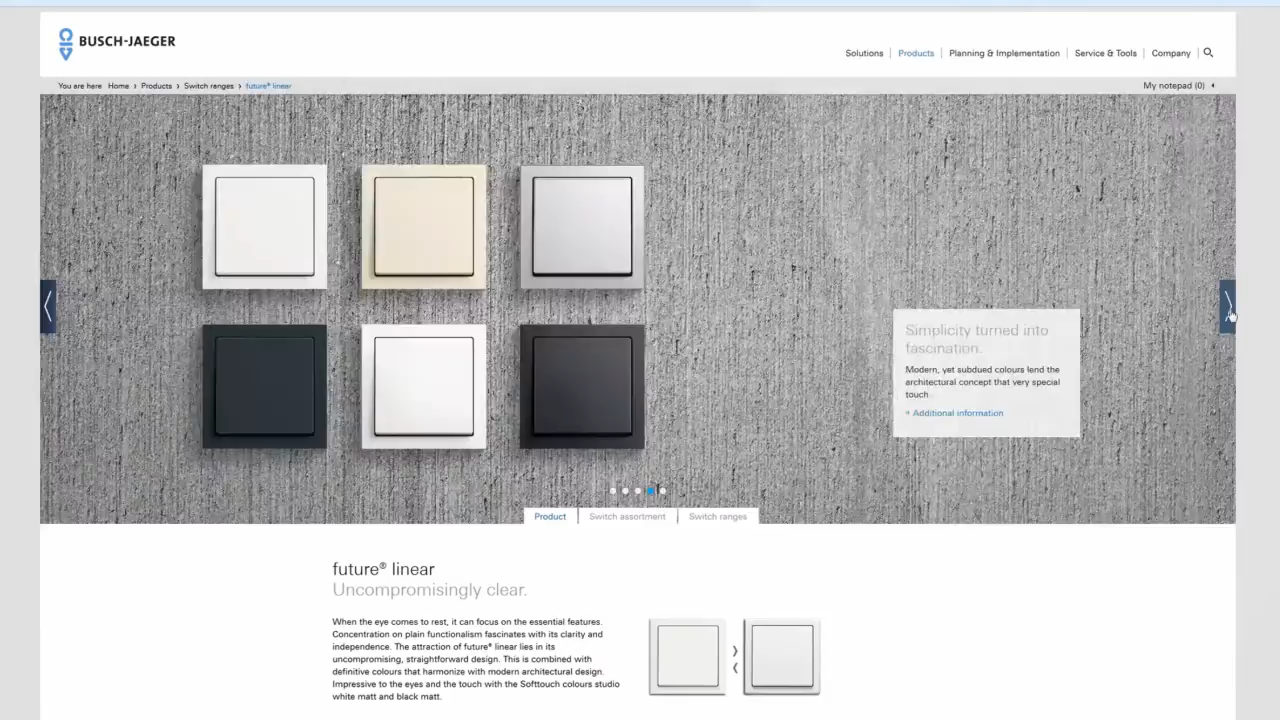 BUSCH-JAEGER
Solutions Products Planning & Implementation Service & Tools Company
You are here Home Products Switch ranges future® linear
My notepad (0)
Simplicity turned into
fascination.
Modern, yet subdued colours lend the
architectural concept that very special
touch
Additional information
Product Switch assortment Switch ranges
future® linear
Uncompromisingly clear.
When the eye comes to rest, it can focus on the essential features.
Concentration on plain functionalism fascinates with its clarity and
independence. The attraction of future® linear lies in its
uncompromising, straightforward design. This is combined with
definitive colours that harmonize with modern architectural design.
Impressive to the eyes and the touch with the Softtouch colours studio
white matt and black matt.